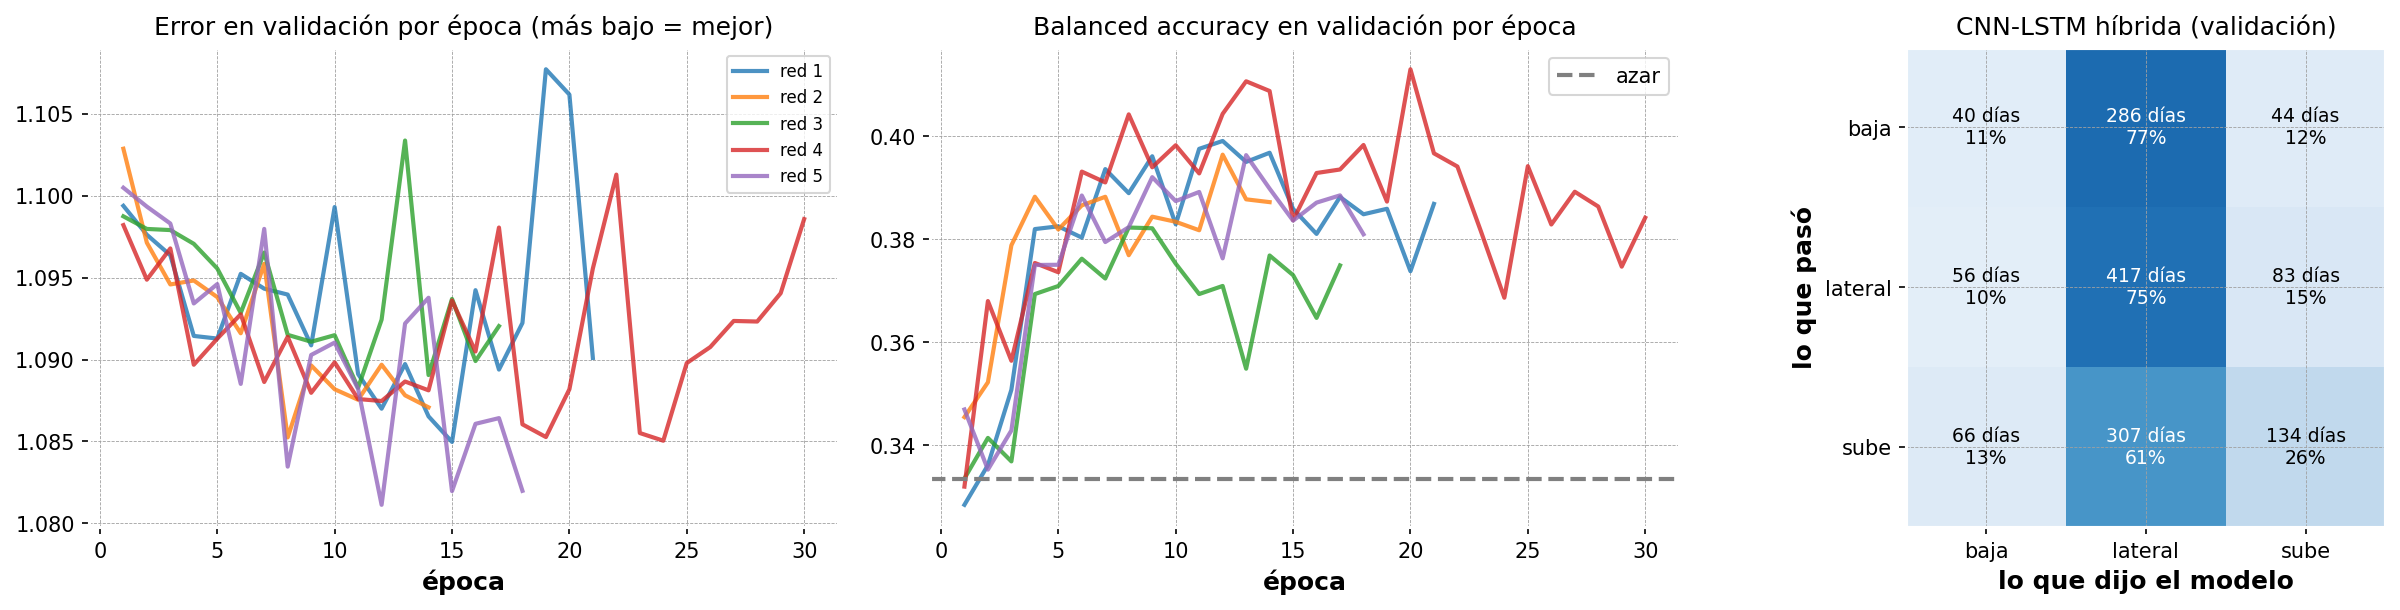 Error en validación por época (más bajo = mejor)
1.105
1.100
1.095
1.090
1.085
1.080
0
5
10
15
20
25
30
época
red 1
red 2
red 3
red 4
red 5
Balanced accuracy en validación por época
0.40
0.38
0.36
0.34
0
5
10
15
20
25
30
época
azar
CNN-LSTM híbrida (validación)
lo que pasó
baja
40 días
11%
286 días
77%
44 días
12%
lateral
56 días
10%
417 días
75%
83 días
15%
sube
66 días
13%
307 días
61%
134 días
26%
baja
lateral
sube
lo que dijo el modelo